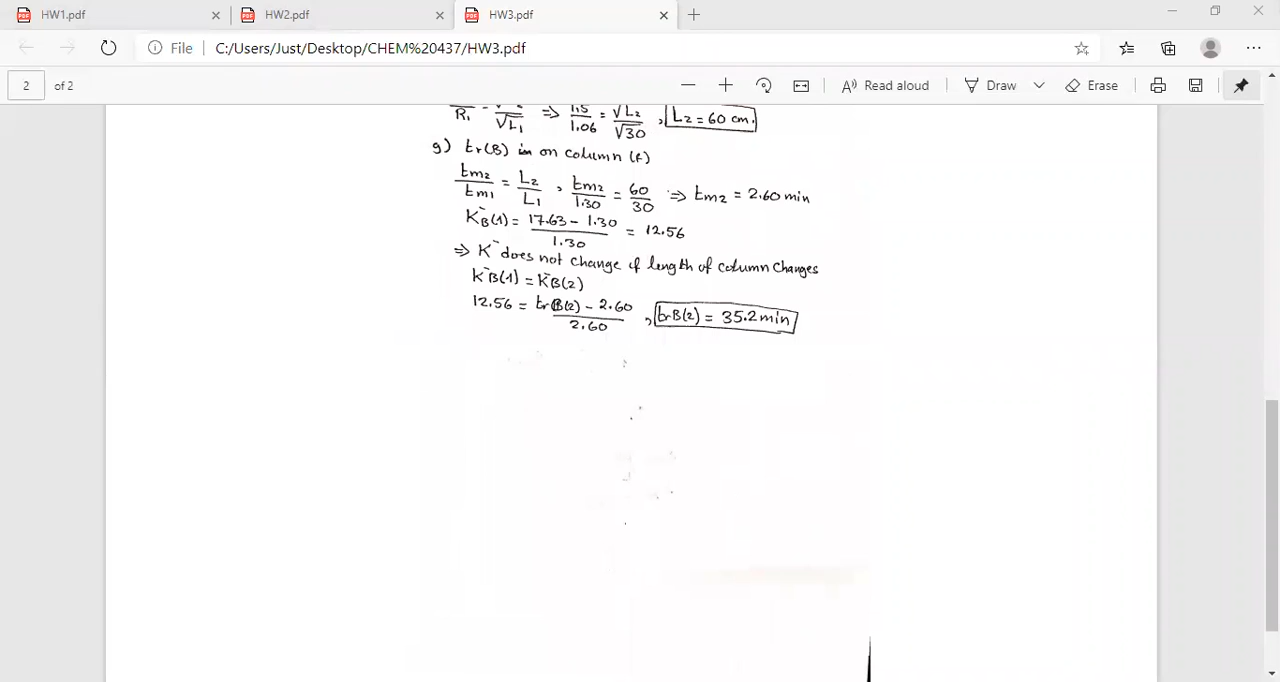 HW1.pdf
HW2.pdf
HW3.pdf
File C:/Users/Just/Desktop/CHEM%20437/HW3.pdf
2 of 2 Read aloud Draw Erase
R₁ √L₁ ⇒ 1.5/1.06 = √L₂/√30 , L₂ = 60 cm.
g) tr(B) in on column (f)
tm2/tm1 = L₂/L₁ , tm2/1.30 = 60/30 ⇒ tm2 = 2.60 min
K⁻B(1) = (17.63 - 1.30)/1.30 = 12.56
⇒ K⁻ does not change if length of column changes
K⁻B(1) = K⁻B(2)
12.56 = (trB(2) - 2.60)/2.60 , trB(2) = 35.2 min